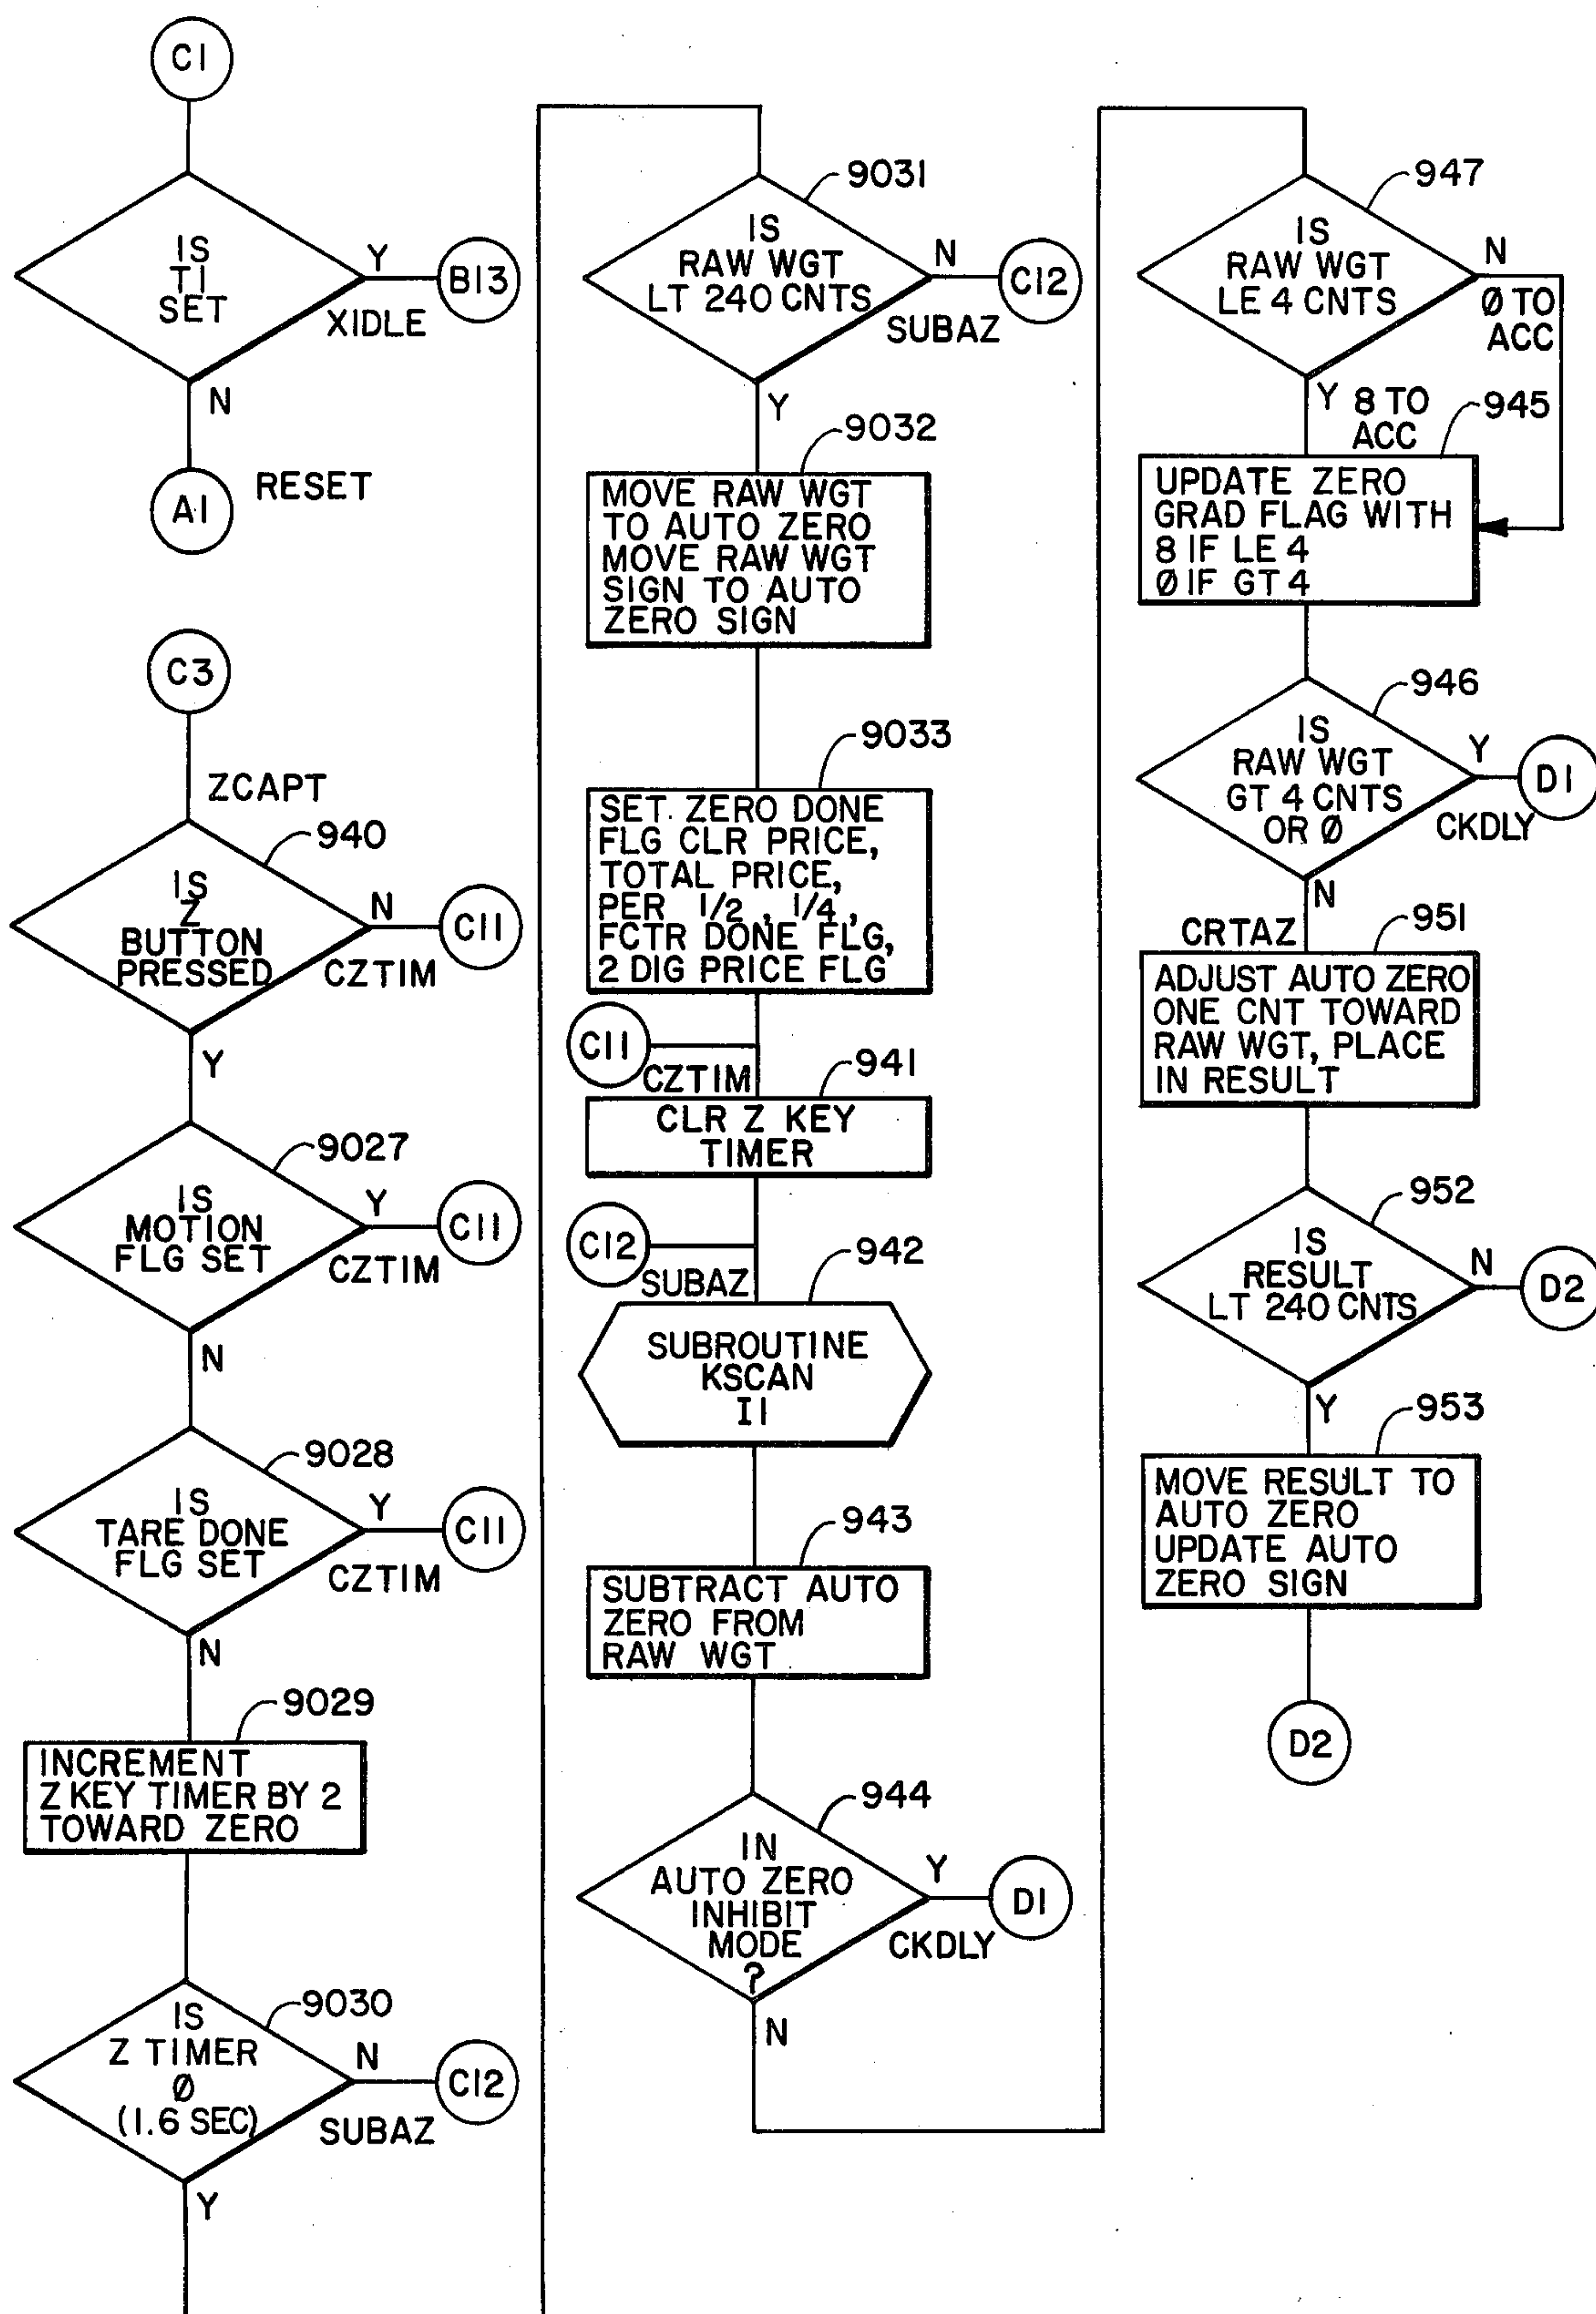 C1
IS
T1
SET
Y
B13
XIDLE
N
A1
RESET
C3
ZCAPT
940
IS
Z
BUTTON
PRESSED
N
C11
CZTIM
Y
9027
IS
MOTION
FLG SET
Y
C11
CZTIM
N
9028
IS
TARE DONE
FLG SET
Y
C11
CZTIM
N
9029
INCREMENT
Z KEY TIMER BY 2
TOWARD ZERO
9030
IS
Z TIMER
Ø
(1.6 SEC)
N
C12
SUBAZ
Y
9031
IS
RAW WGT
LT 240 CNTS
N
C12
SUBAZ
Y
9032
MOVE RAW WGT
TO AUTO ZERO
MOVE RAW WGT
SIGN TO AUTO
ZERO SIGN
9033
SET ZERO DONE
FLG CLR PRICE,
TOTAL PRICE,
PER 1/2, 1/4,
FCTR DONE FLG,
2 DIG PRICE FLG
C11
CZTIM
941
CLR Z KEY
TIMER
C12
SUBAZ
942
SUBROUTINE
KSCAN
I1
943
SUBTRACT AUTO
ZERO FROM
RAW WGT
944
IN
AUTO ZERO
INHIBIT
MODE
?
Y
D1
CKDLY
N
947
IS
RAW WGT
LE 4 CNTS
N
Ø TO
ACC
Y
8 TO
ACC
945
UPDATE ZERO
GRAD FLAG WITH
8 IF LE 4
Ø IF GT 4
946
IS
RAW WGT
GT 4 CNTS
OR Ø
Y
D1
CKDLY
N
CRTAZ
951
ADJUST AUTO ZERO
ONE CNT TOWARD
RAW WGT, PLACE
IN RESULT
952
IS
RESULT
LT 240 CNTS
N
D2
Y
953
MOVE RESULT TO
AUTO ZERO
UPDATE AUTO
ZERO SIGN
D2